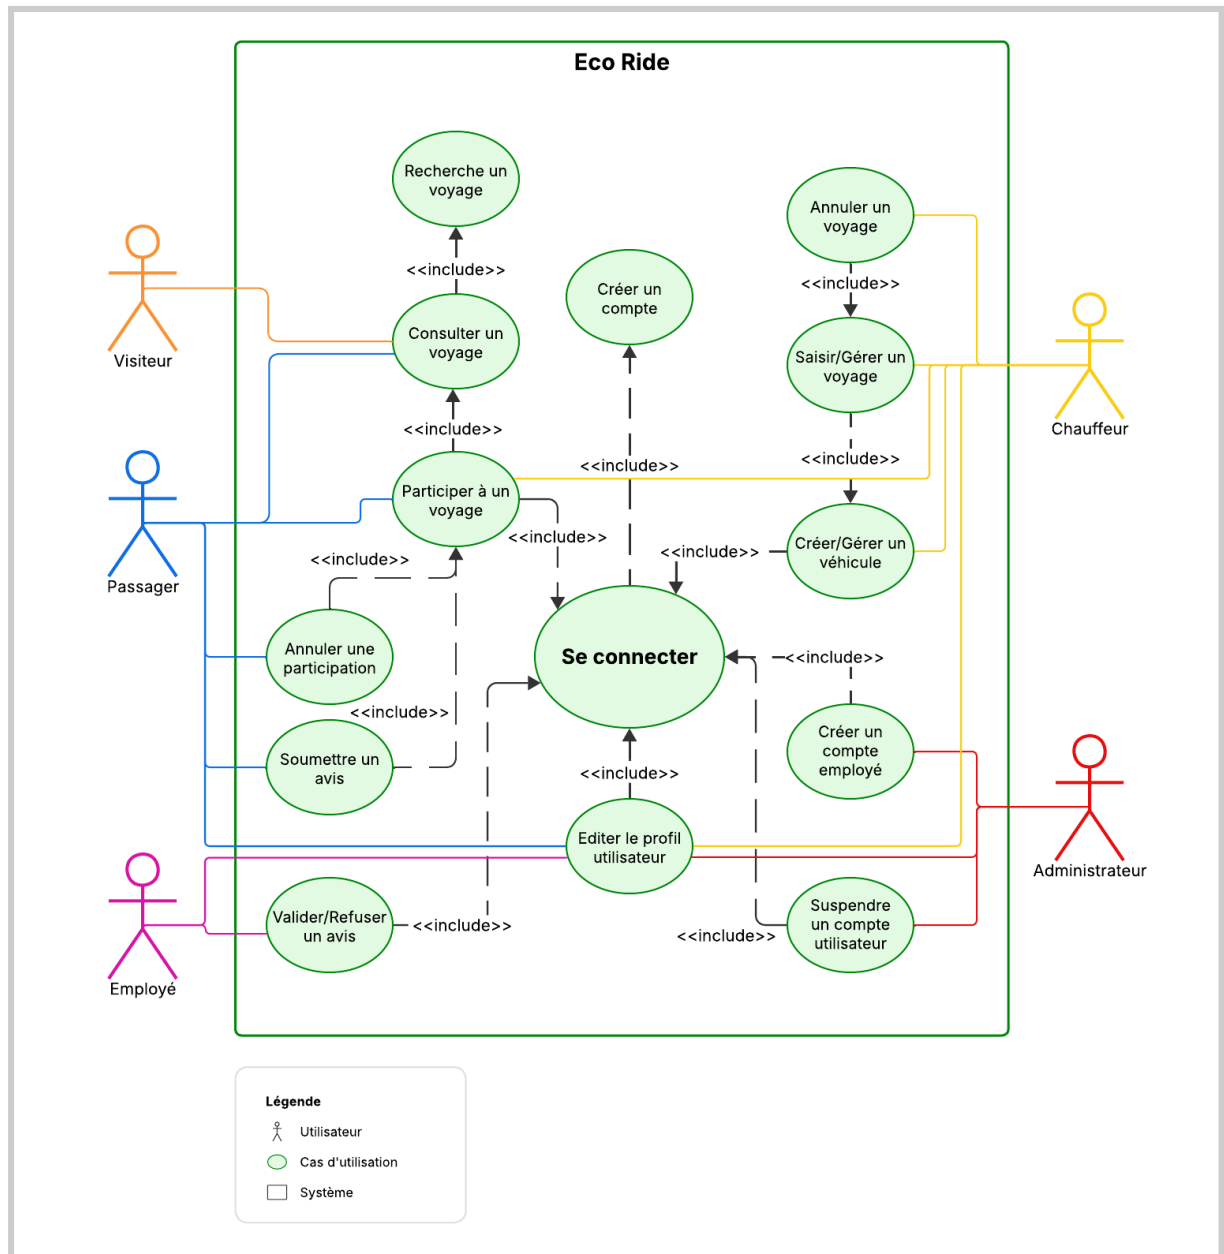 Eco Ride
Recherche un
voyage
<<include>>
Consulter un
voyage
<<include>>
Participer à un
voyage
<<include>>
<<include>>
Annuler une
participation
<<include>>
Soumettre un
avis
Valider/Refuser
un avis
<<include>>
Créer un
compte
<<include>>
Se connecter
<<include>>
Editer le profil
utilisateur
Annuler un
voyage
<<include>>
Saisir/Gérer un
voyage
<<include>>
Créer/Gérer un
véhicule
<<include>>
<<include>>
Créer un
compte
employé
Suspendre
un compte
utilisateur
<<include>>
Visiteur
Passager
Employé
Chauffeur
Administrateur
Légende
Utilisateur
Cas d'utilisation
Système